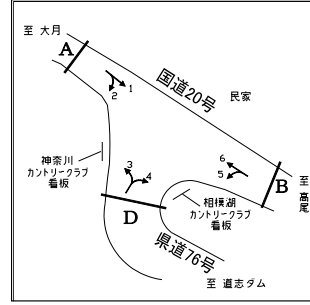 至 大月
A
国道20号
民家
1
2
神奈川
カントリークラブ
看板
3
4
6
5
至 高尾
B
相模湖
カントリークラブ
看板
D
県道76号
至 道志ダム